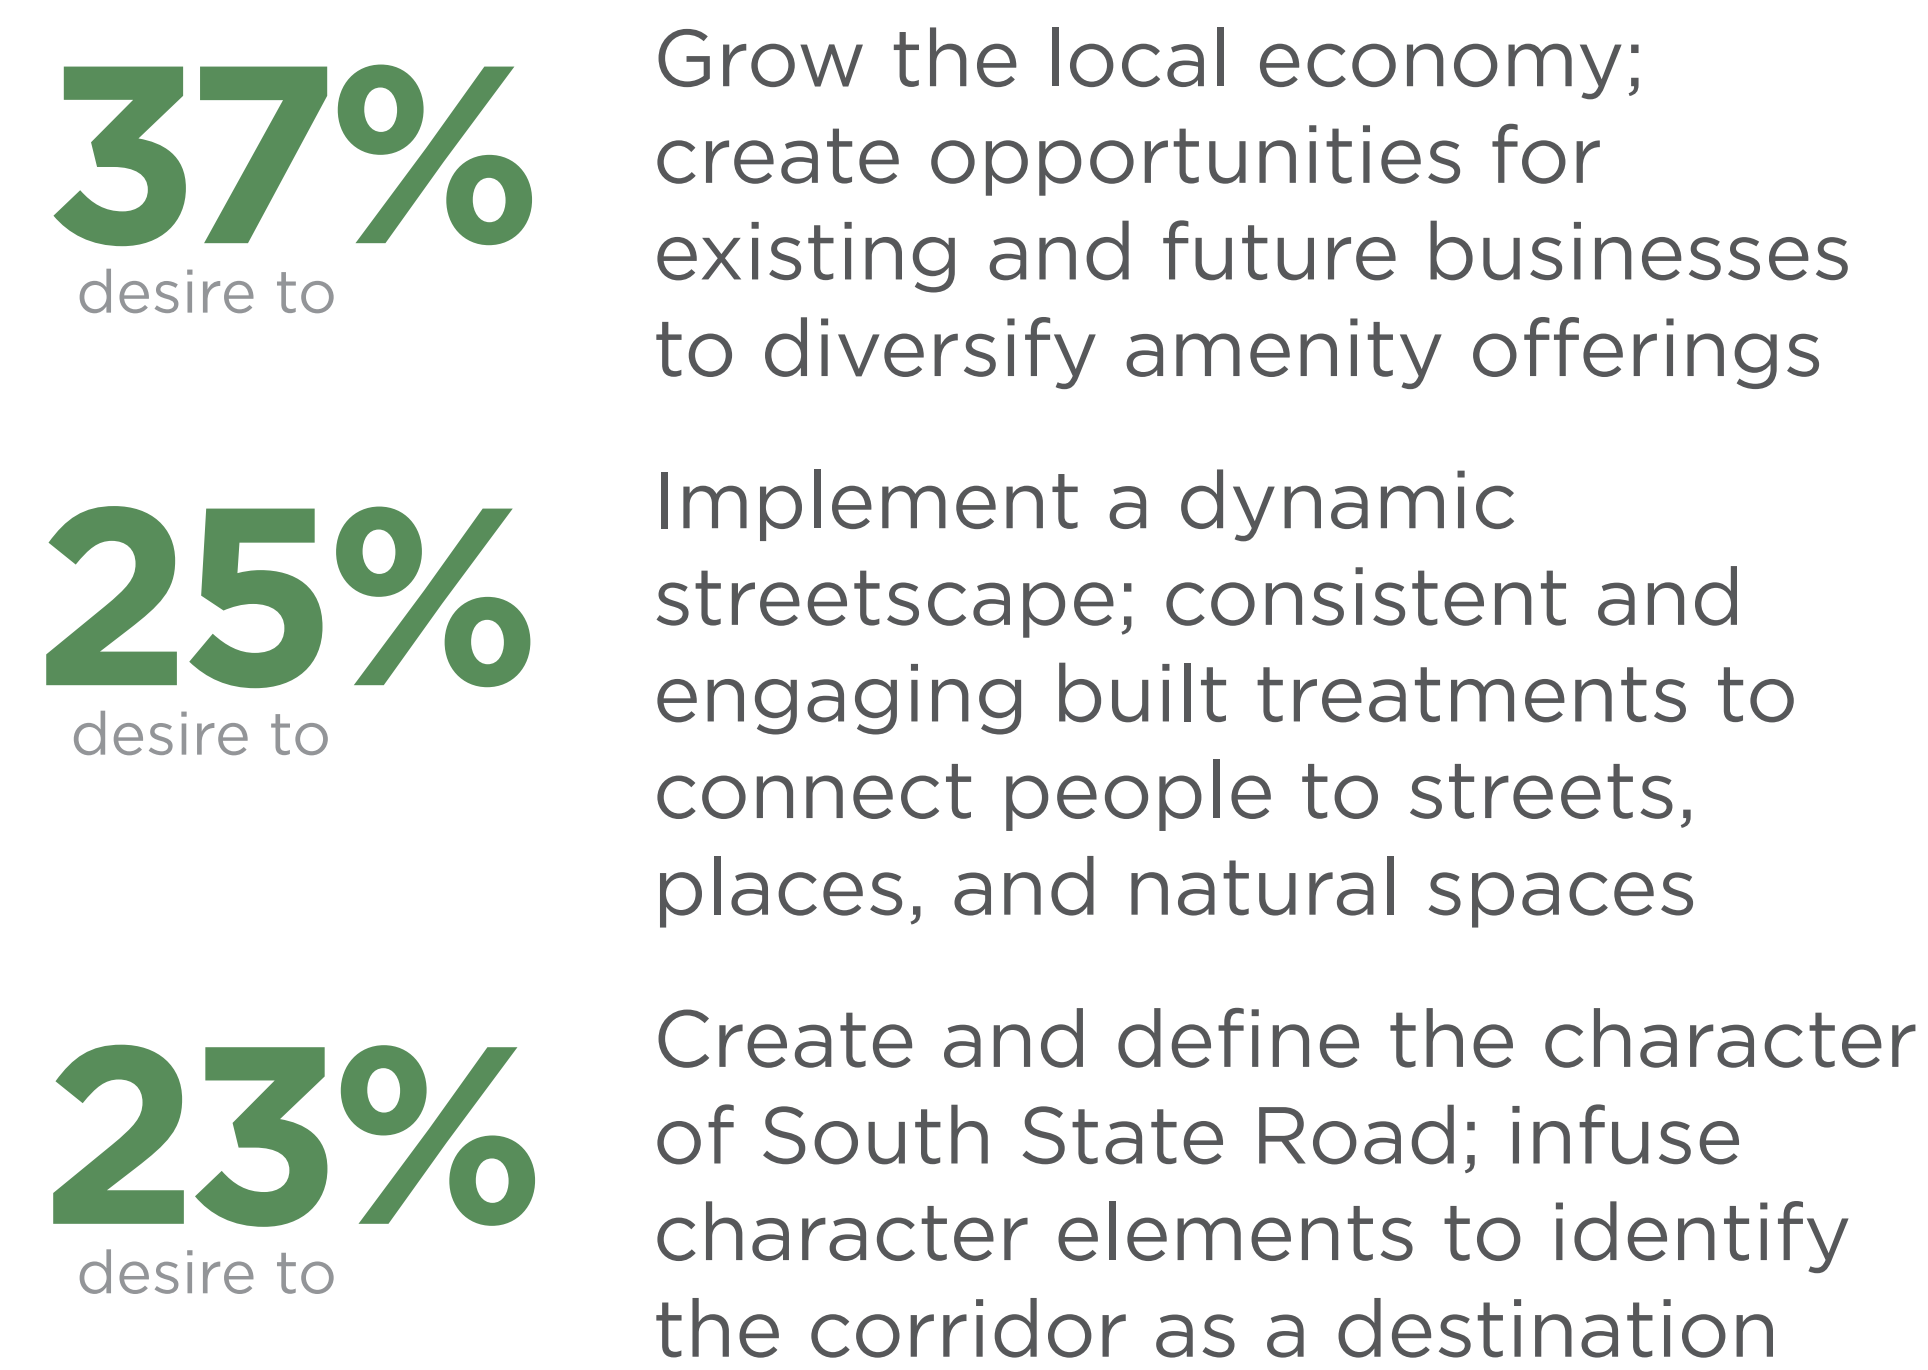 37%
desire to
Grow the local economy;
create opportunities for
existing and future businesses
to diversify amenity offerings
25%
desire to
Implement a dynamic
streetscape; consistent and
engaging built treatments to
connect people to streets,
places, and natural spaces
23%
desire to
Create and define the character
of South State Road; infuse
character elements to identify
the corridor as a destination